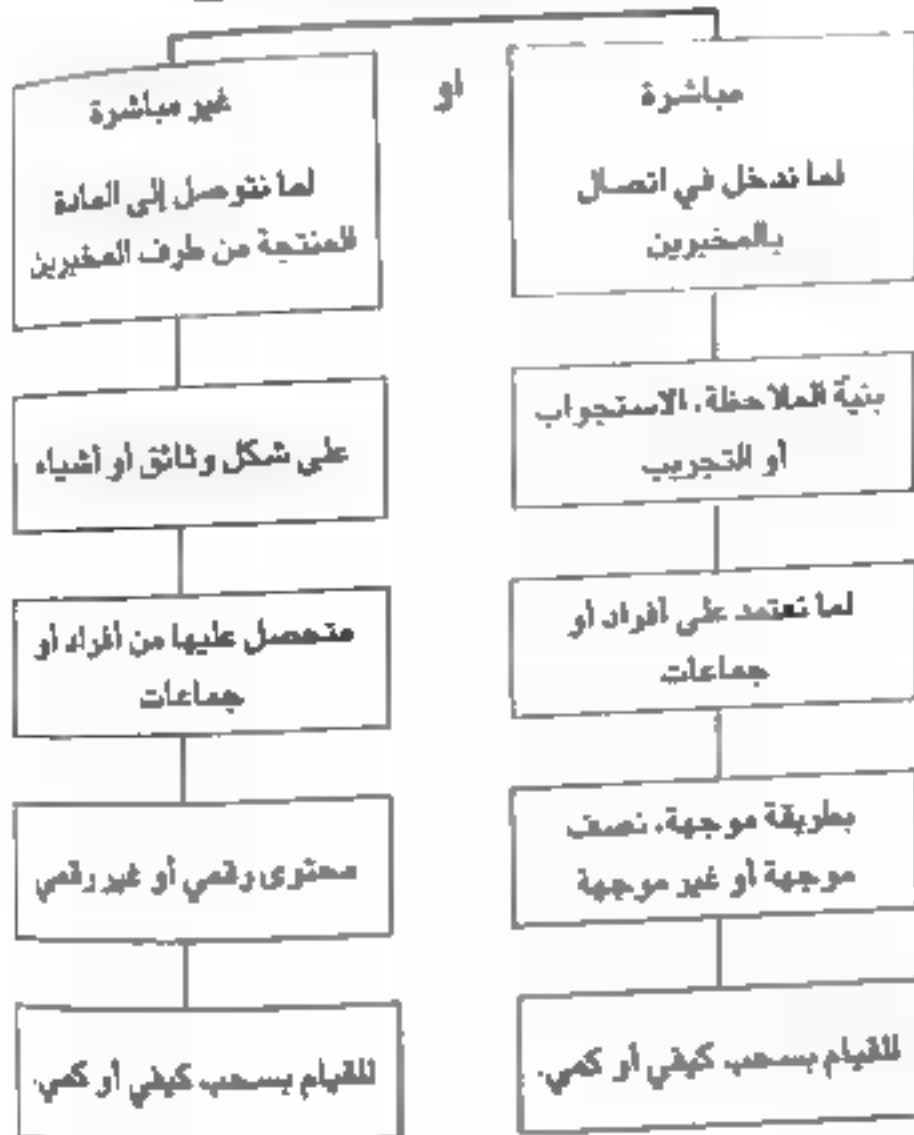 مباشرة
لما ندخل في اتصال
بالمخبرين
بنية الملاحظة، الاستجواب
أو التجريب
لما نعتمد على أفراد أو
جماعات
بطريقة موجهة، نصف
موجهة أو غير موجهة
للقيام بسحب كيفي أو كمي.
او
غير مباشرة
لما نتوصل إلى المادة
المنتجة من طرف المخبرين
على شكل وثائق أو أشياء
متحصل عليها من أفراد أو
جماعات
محتوى رقمي أو غير رقمي
للقيام بسحب كيفي أو كمي.